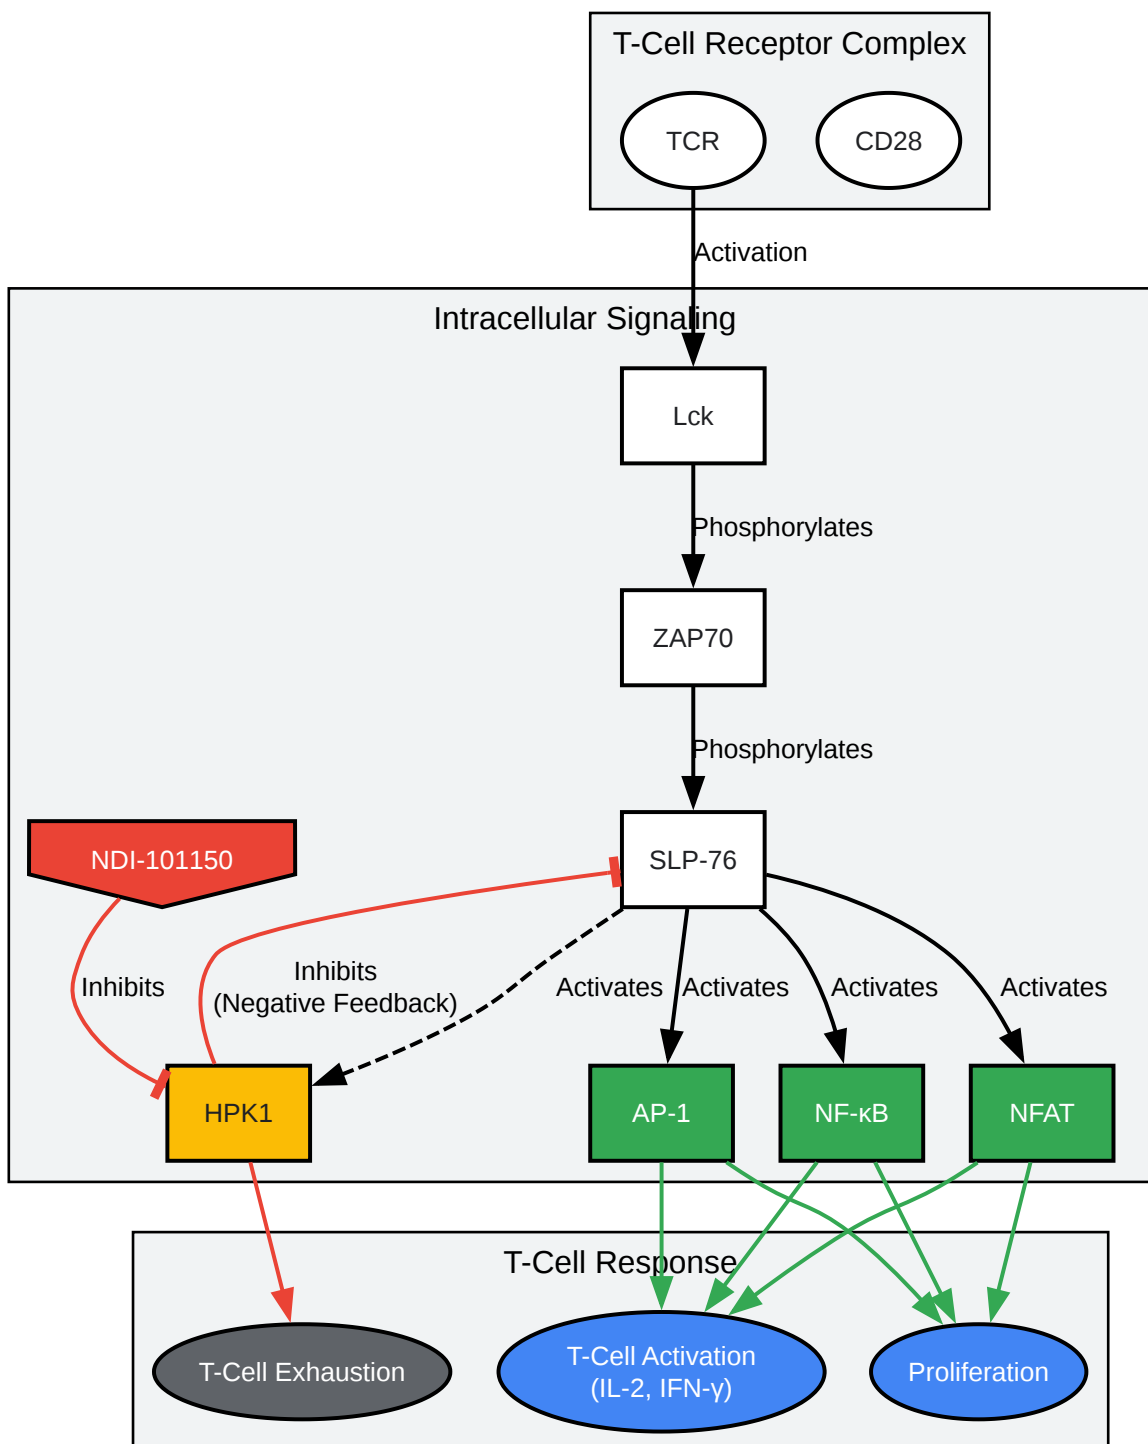 T-Cell Receptor Complex
TCR
CD28
Activation
Intracellular Signaling
Lck
Phosphorylates
ZAP70
Phosphorylates
NDI-101150
SLP-76
Inhibits
Inhibits
(Negative Feedback)
Activates
Activates
Activates
Activates
HPK1
AP-1
NF-κB
NFAT
T-Cell Response
T-Cell Exhaustion
T-Cell Activation
(IL-2, IFN-γ)
Proliferation